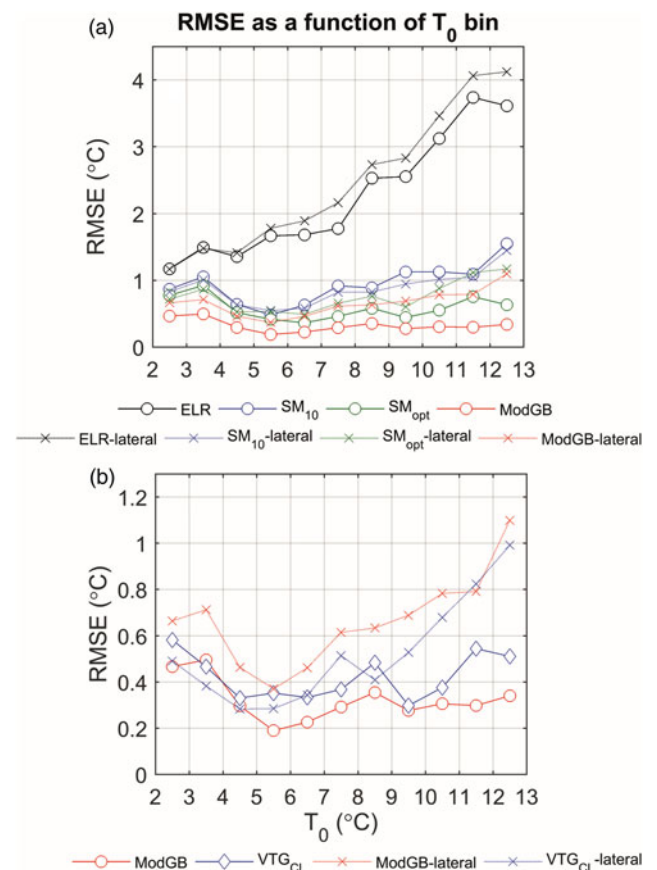 (a) RMSE as a function of T0 bin
4
3
2
1
0
RMSE (°C)
2 3 4 5 6 7 8 9 10 11 12 13
ELR SM10 SMopt ModGB
ELR-lateral SM10-lateral SMopt-lateral ModGB-lateral
(b)
1.2
1
0.8
0.6
0.4
0.2
0
RMSE (°C)
2 3 4 5 6 7 8 9 10 11 12 13
T0 (°C)
ModGB VTGCL ModGB-lateral VTGCL-lateral